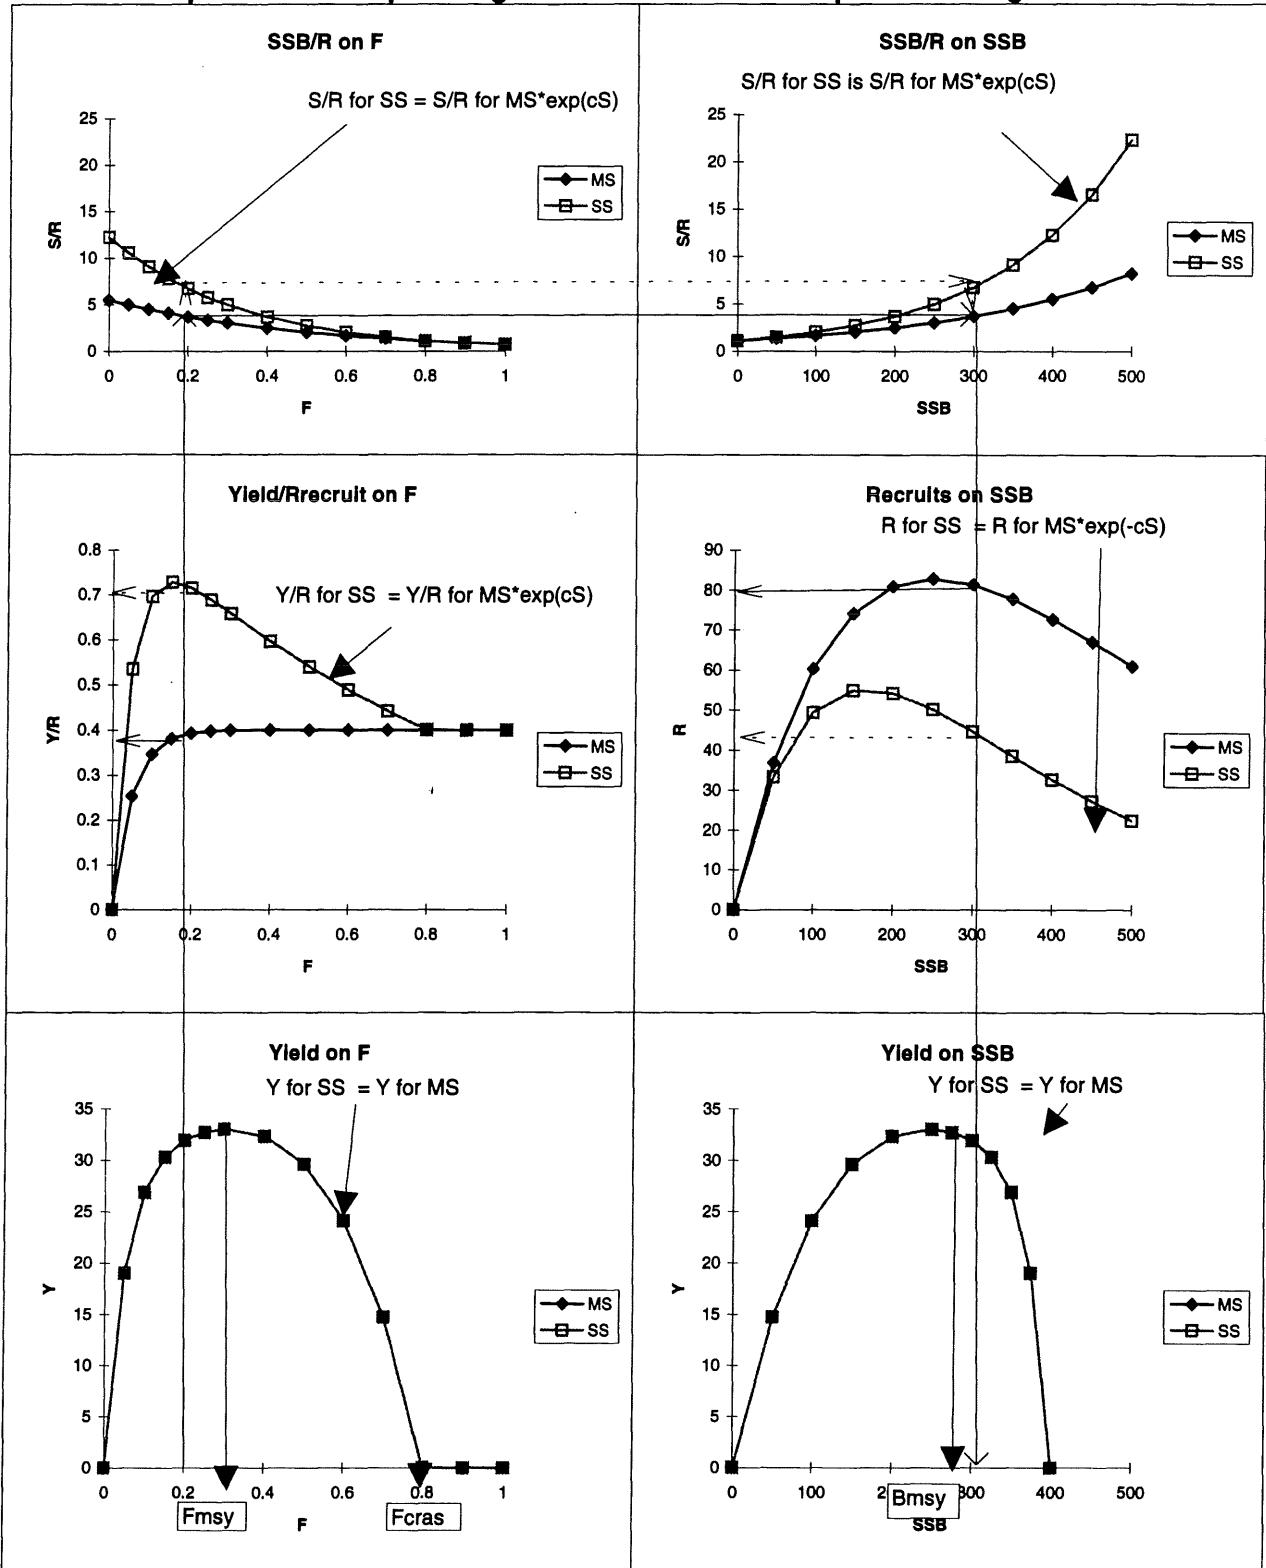 SSB/R on F
S/R for SS = S/R for MS*exp(cS)
25
20
15
10
5
0
S/R
0 0.2 0.4 0.6 0.8 1
F
MS
SS
SSB/R on SSB
S/R for SS is S/R for MS*exp(cS)
25
20
15
10
5
0
S/R
0 100 200 300 400 500
SSB
MS
SS
Yield/Rrecruit on F
Y/R for SS = Y/R for MS*exp(cS)
0.8
0.7
0.6
0.5
0.4
0.3
0.2
0.1
0
Y/R
0 0.2 0.4 0.6 0.8 1
F
MS
SS
Recruits on SSB
R for SS = R for MS*exp(-cS)
90
80
70
60
50
40
30
20
10
0
R
0 100 200 300 400 500
SSB
MS
SS
Yield on F
Y for SS = Y for MS
35
30
25
20
15
10
5
0
Y
0 0.2 0.4 0.6 0.8 1
Fmsy
Fcras
F
MS
SS
Yield on SSB
Y for SS = Y for MS
35
30
25
20
15
10
5
0
Y
0 100 300 400 500
Bmsy
SSB
MS
SS